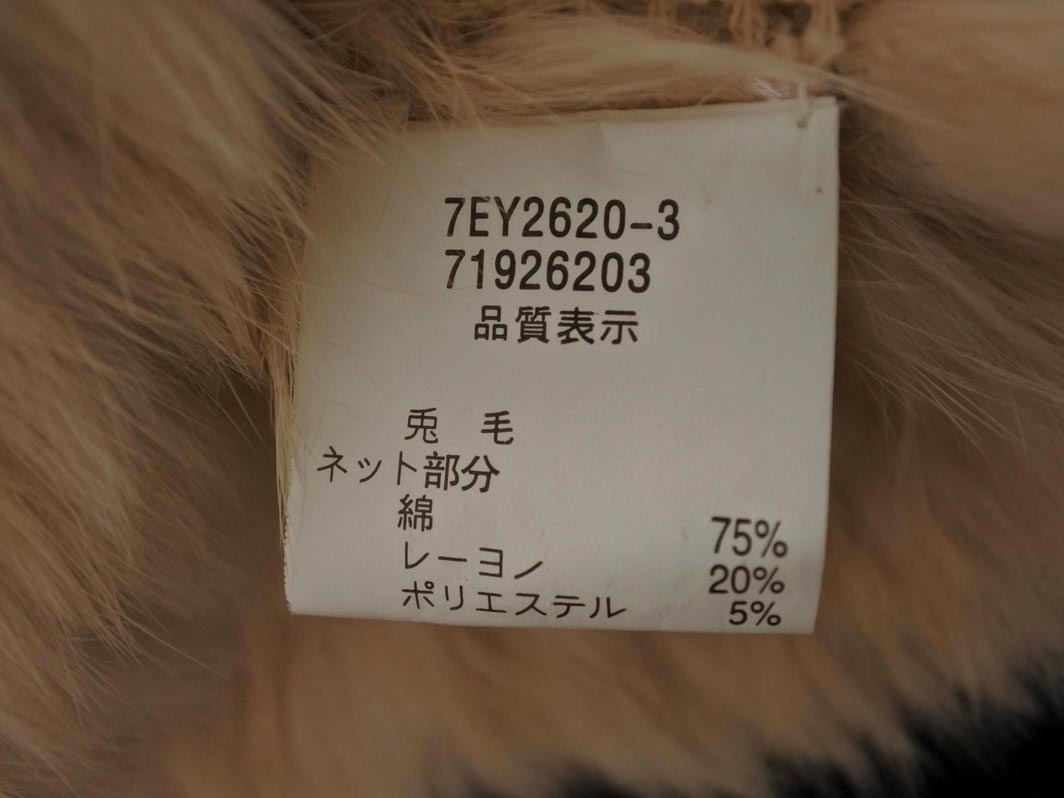 7EY2620-3
71926203
品質表示
兎 毛
ネット部分
綿 75%
レーヨン 20%
ポリエステル 5%